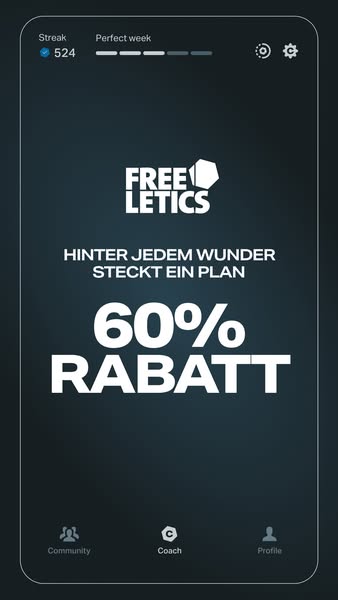 Streak
Perfect week
524
FREE
LETICS
HINTER JEDEM WUNDER
STECKT EIN PLAN
60%
RABATT
Community
Coach
Profile